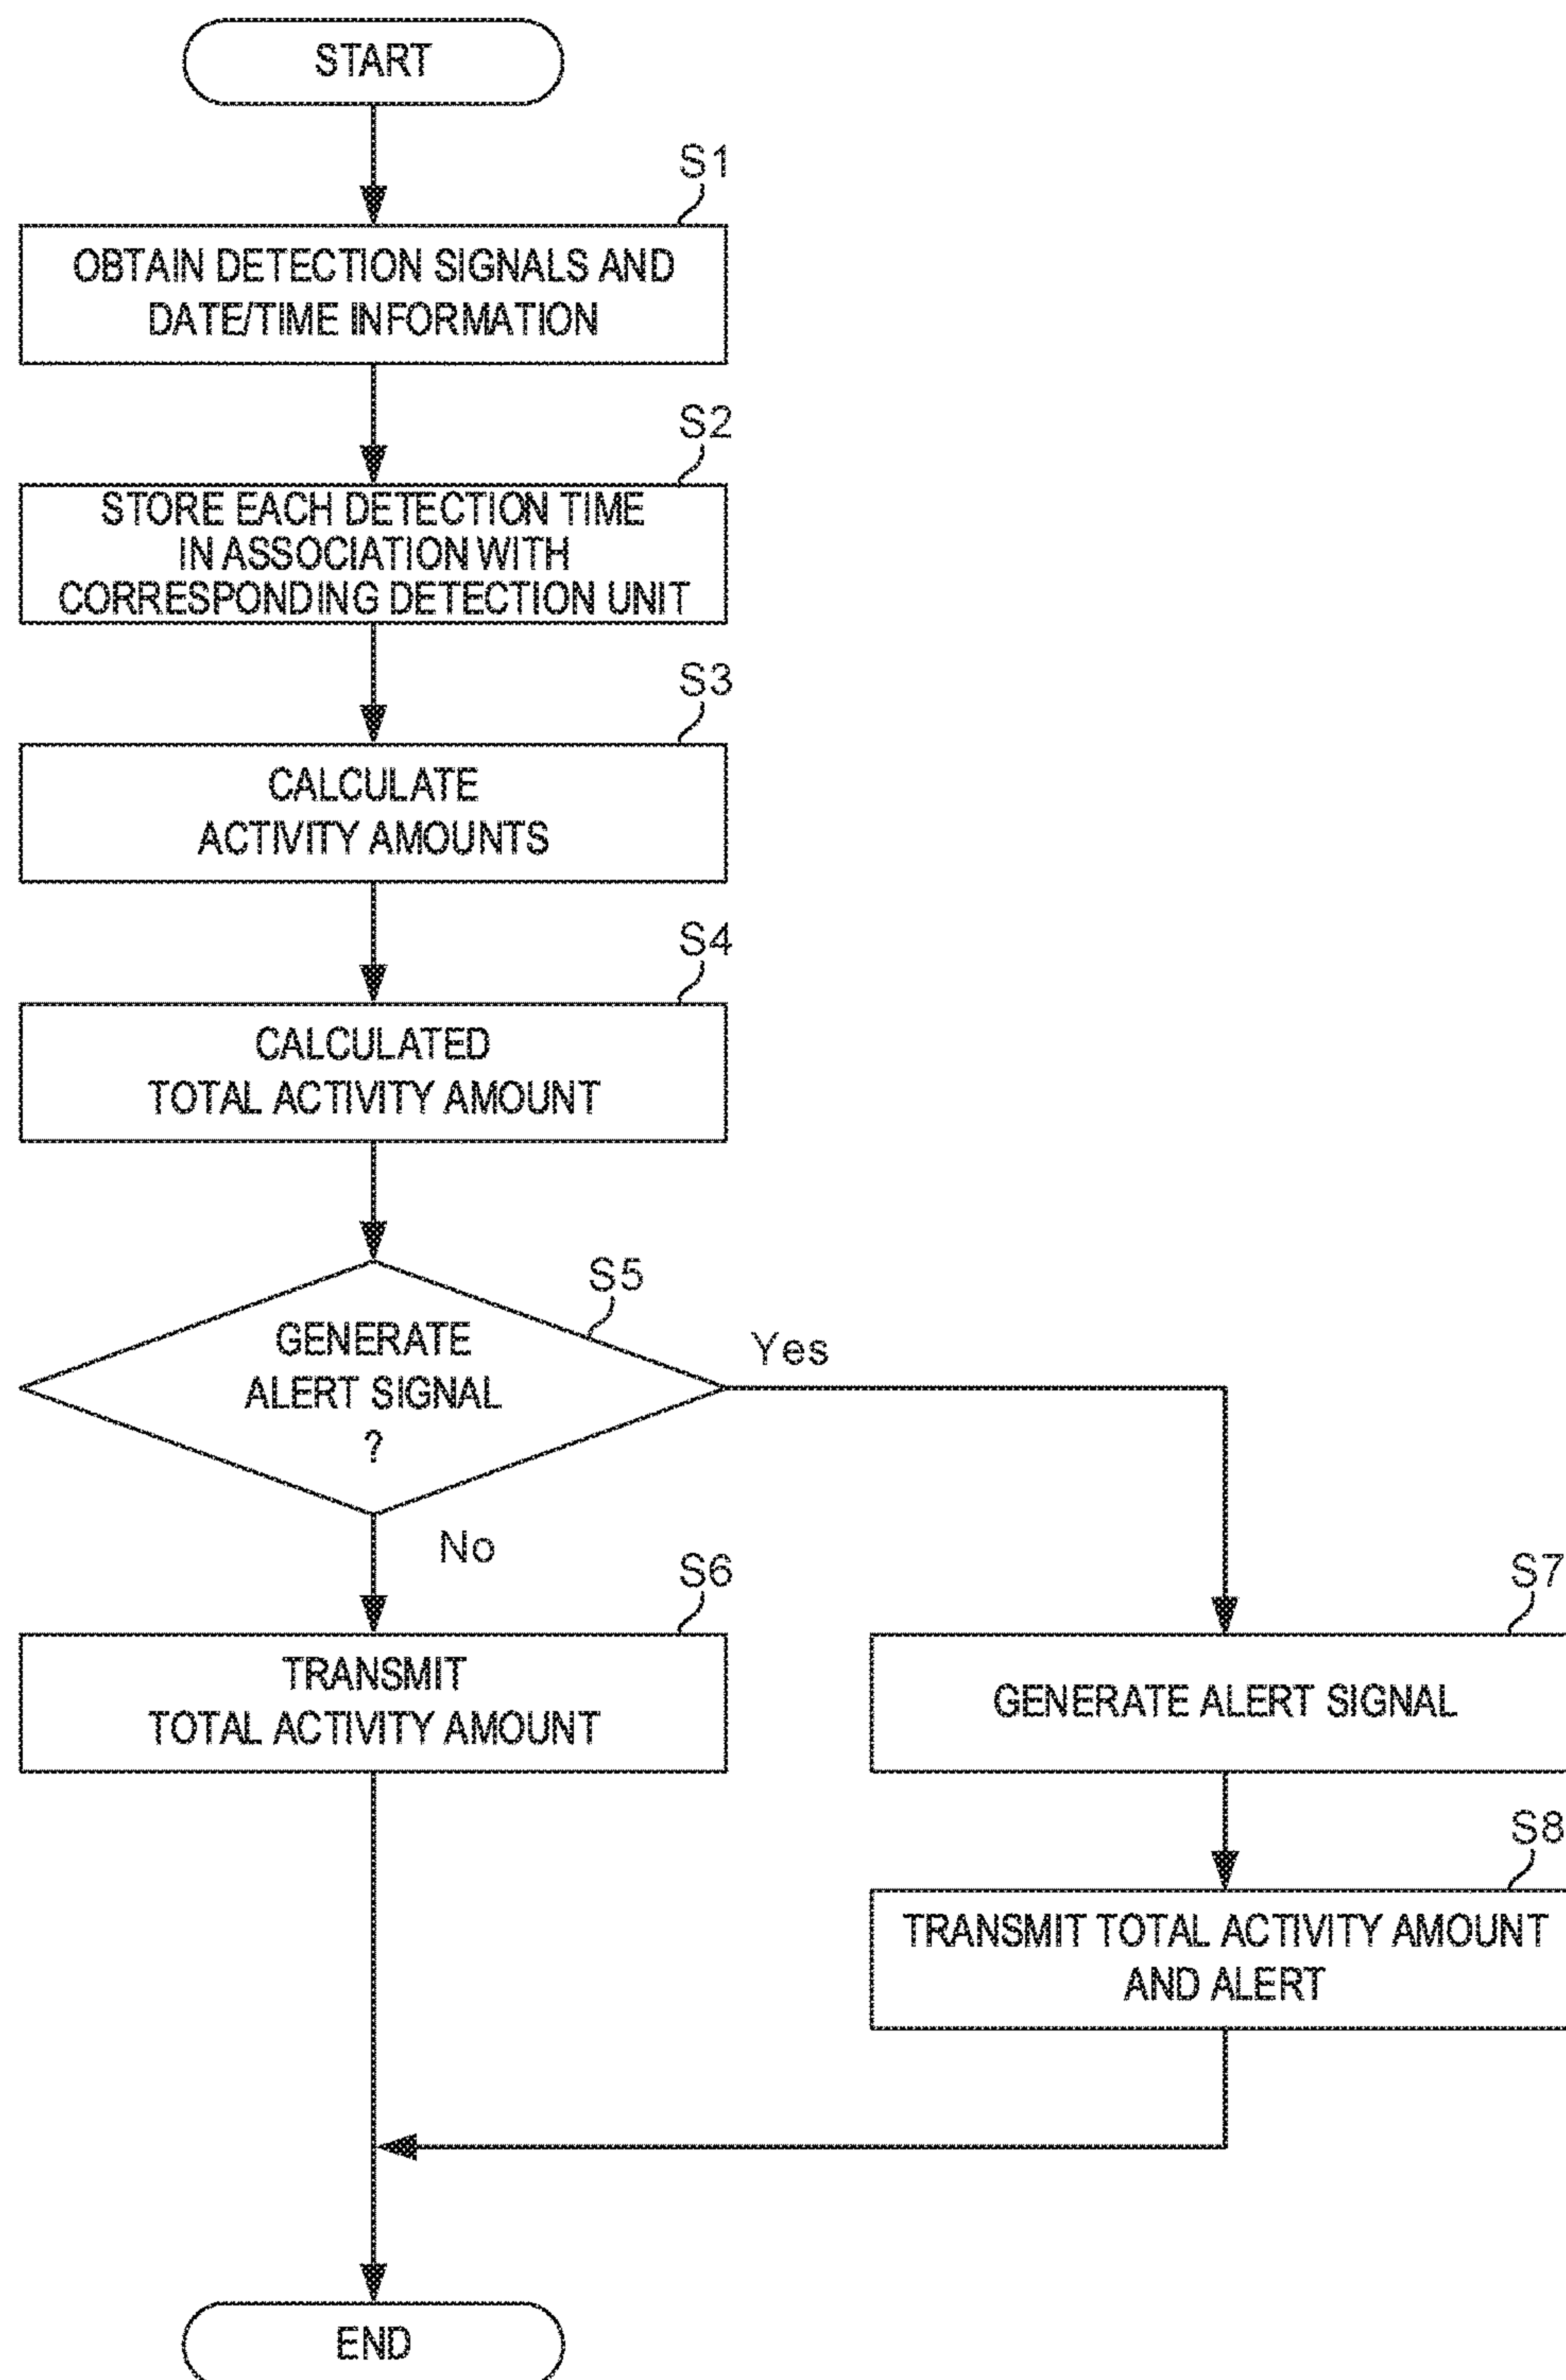 START
S1
OBTAIN DETECTION SIGNALS AND
DATE/TIME INFORMATION
S2
STORE EACH DETECTION TIME
IN ASSOCIATION WITH
CORRESPONDING DETECTION UNIT
S3
CALCULATE
ACTIVITY AMOUNTS
S4
CALCULATED
TOTAL ACTIVITY AMOUNT
S5
GENERATE
ALERT SIGNAL
?
Yes
No
S6
TRANSMIT
TOTAL ACTIVITY AMOUNT
S7
GENERATE ALERT SIGNAL
S8
TRANSMIT TOTAL ACTIVITY AMOUNT
AND ALERT
END